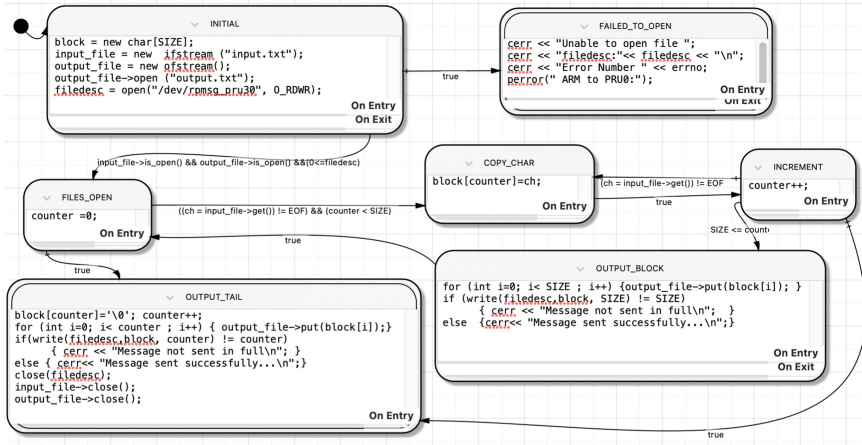 INITIAL
block = new char[SIZE];
input_file = new ifstream ("input.txt");
output_file = new ofstream();
output_file->open ("output.txt");
filedesc = open("/dev/rpmsg_pru30", O_RDWR);
On Entry
On Exit
FAILED_TO_OPEN
cerr << "Unable to open file ";
cerr << "filedesc:"<< filedesc << "\n";
cerr << "Error Number " << errno;
perror(" ARM to PRU0:");
On Entry
On Exit
true
input_file->is_open() && output_file->is_open() &&(0<=filedesc)
FILES_OPEN
counter =0;
On Entry
((ch = input_file->get()) != EOF) && (counter < SIZE)
COPY_CHAR
block[counter]=ch;
On Entry
(ch = input_file->get()) != EOF
true
INCREMENT
counter++;
On Entry
SIZE <= counte
true
true
OUTPUT_BLOCK
for (int i=0; i< SIZE ; i++) {output_file->put(block[i]); }
if (write(filedesc,block, SIZE) != SIZE)
{ cerr << "Message not sent in full\n"; }
else {cerr<< "Message sent successfully...\n";}
On Entry
On Exit
OUTPUT_TAIL
block[counter]='\0'; counter++;
for (int i=0; i< counter ; i++) { output_file->put(block[i]);}
if(write(filedesc,block, counter) != counter)
{ cerr << "Message not sent in full\n"; }
else { cerr<< "Message sent successfully...\n";}
close(filedesc);
input_file->close();
output_file->close();
On Entry
true